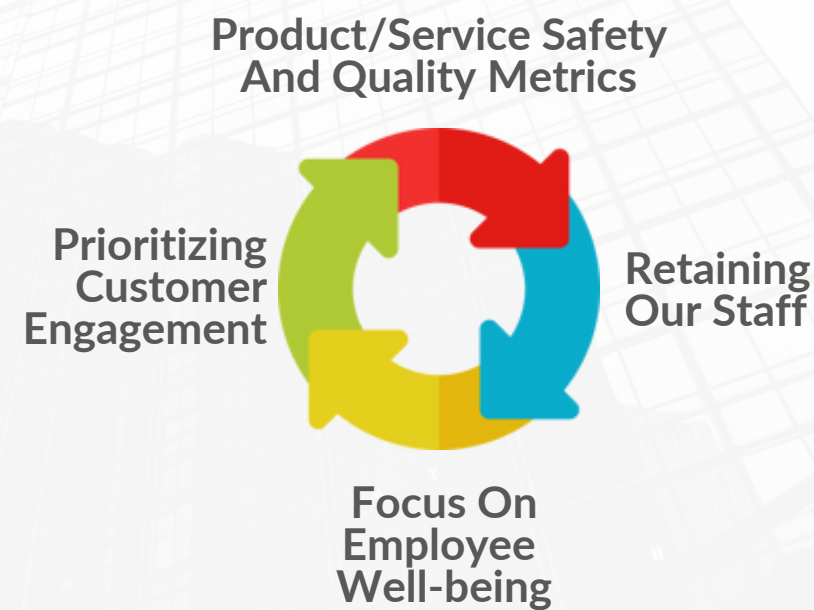 Product/Service Safety
And Quality Metrics
Prioritizing
Customer
Engagement
Retaining
Our Staff
Focus On
Employee
Well-being